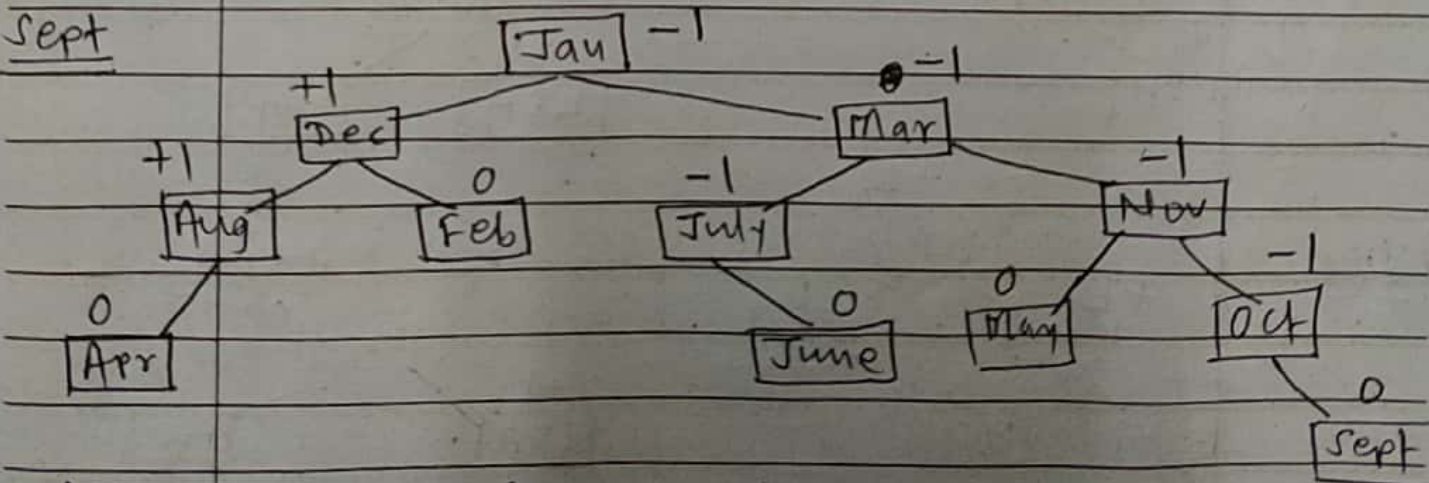 Sept
Jan -1
+1 -1
Dec Mar
+1 0 -1 -1
Aug Feb July Nov
0 0 0 -1
Apr June May Oct
0
Sept